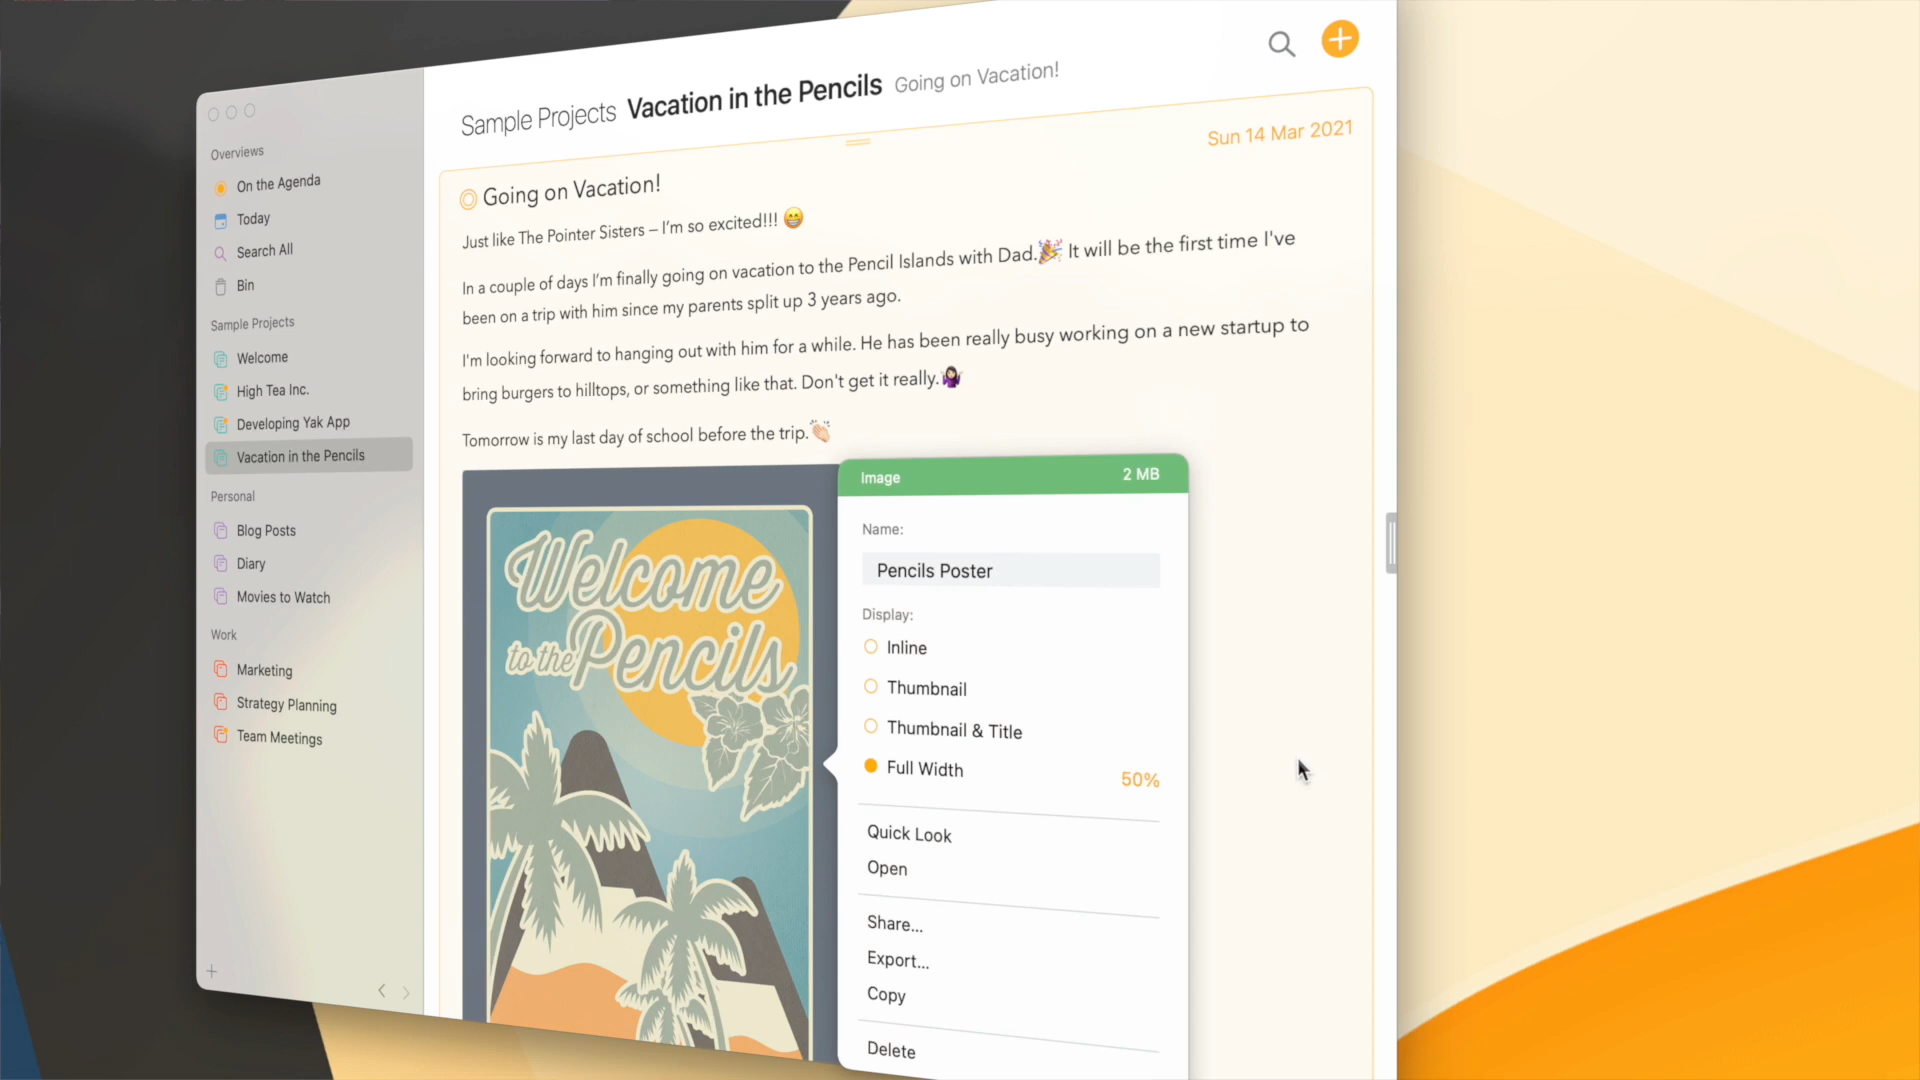 Overviews
On the Agenda
Today
Search All
Bin
Sample Projects
Welcome
High Tea Inc.
Developing Yak App
Vacation in the Pencils
Personal
Blog Posts
Diary
Movies to Watch
Work
Marketing
Strategy Planning
Team Meetings
Sample Projects Vacation in the Pencils Going on Vacation!
Sun 14 Mar 2021
Going on Vacation!
Just like The Pointer Sisters – I’m so excited!!! 😁
In a couple of days I’m finally going on vacation to the Pencil Islands with Dad.🎉 It will be the first time I've
been on a trip with him since my parents split up 3 years ago.
I'm looking forward to hanging out with him for a while. He has been really busy working on a new startup to
bring burgers to hilltops, or something like that. Don't get it really.🤷🏻‍♀️
Tomorrow is my last day of school before the trip.👏🏻
Welcome
to the Pencils
Image 2 MB
Name:
Pencils Poster
Display:
Inline
Thumbnail
Thumbnail & Title
Full Width 50%
Quick Look
Open
Share...
Export...
Copy
Delete